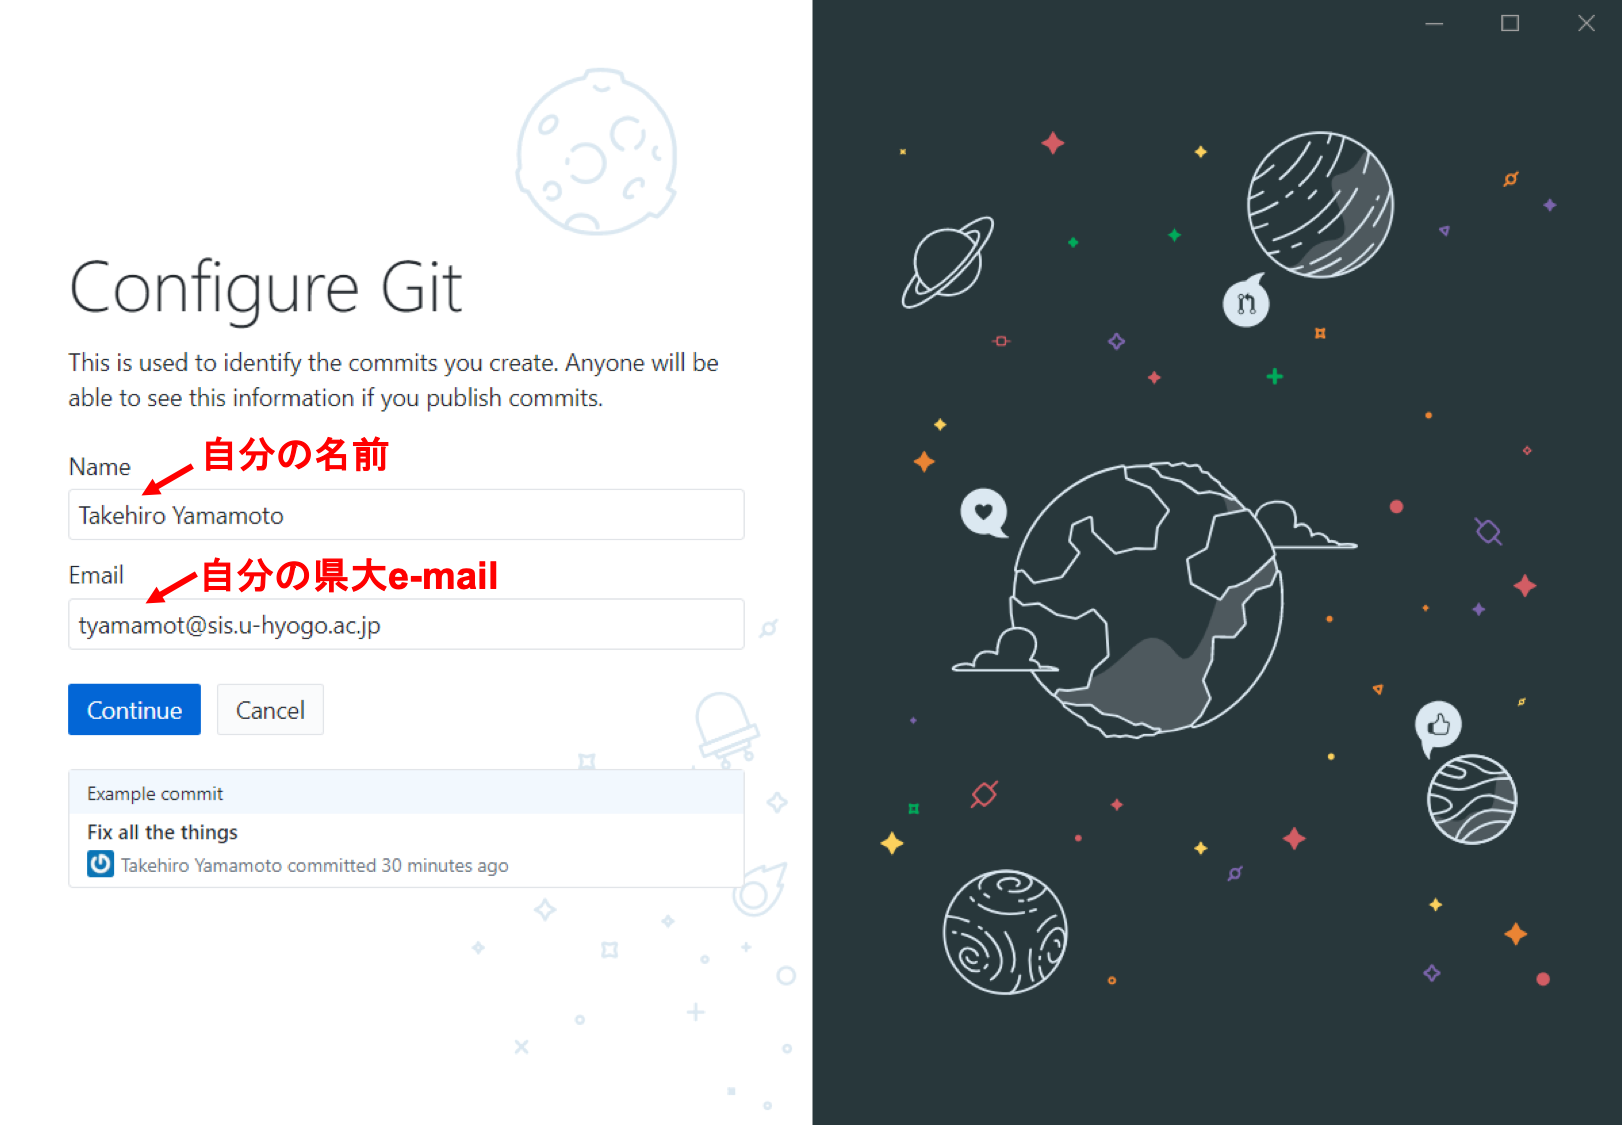 Configure Git
This is used to identify the commits you create. Anyone will be
able to see this information if you publish commits.
自分の名前
Name
Takehiro Yamamoto
自分の県大e-mail
Email
tyamamot@sis.u-hyogo.ac.jp
Continue
Cancel
Example commit
Fix all the things
Takehiro Yamamoto committed 30 minutes ago